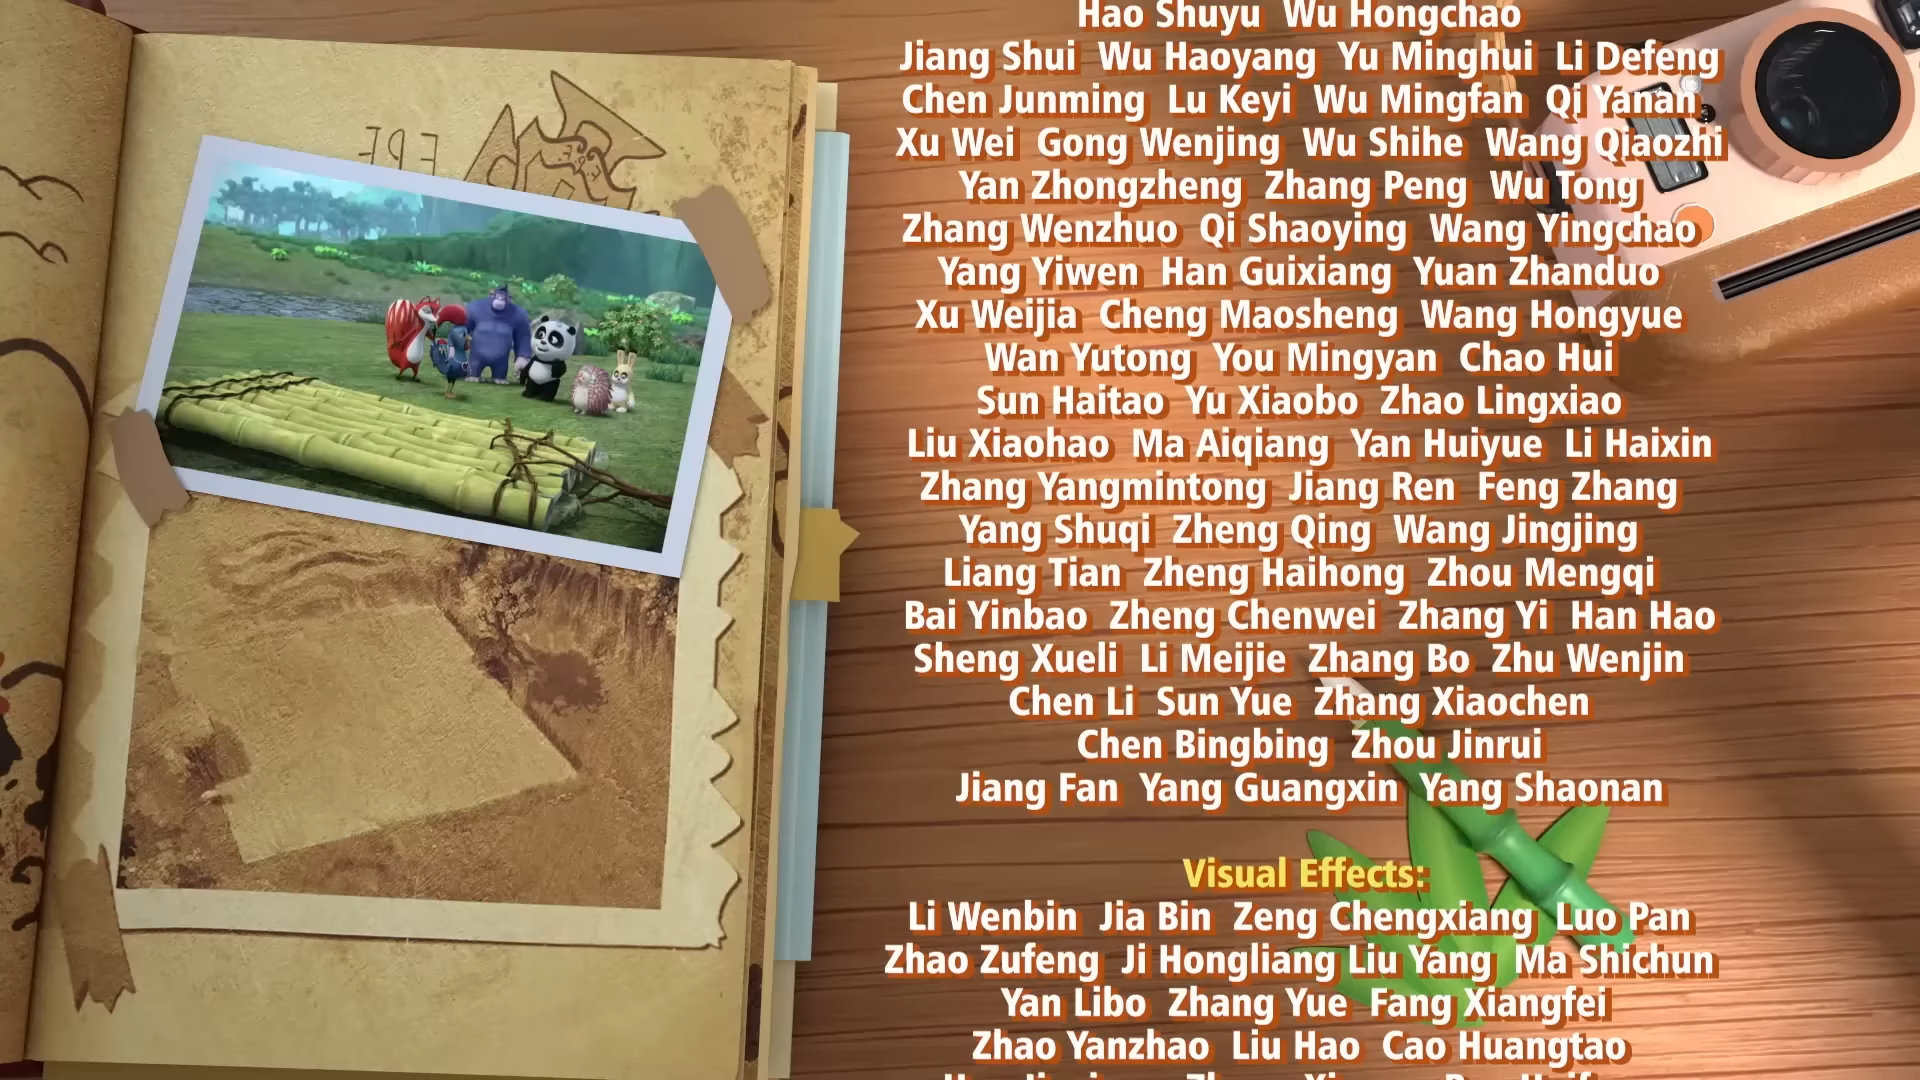 Hao Shuyu Wu Hongchao
Jiang Shui Wu Haoyang Yu Minghui Li Defeng
Chen Junming Lu Keyi Wu Mingfan Qi Yanan
Xu Wei Gong Wenjing Wu Shihe Wang Qiaozhi
Yan Zhongzheng Zhang Peng Wu Tong
Zhang Wenzhuo Qi Shaoying Wang Yingchao
Yang Yiwen Han Guixiang Yuan Zhanduo
Xu Weijia Cheng Maosheng Wang Hongyue
Wan Yutong You Mingyan Chao Hui
Sun Haitao Yu Xiaobo Zhao Lingxiao
Liu Xiaohao Ma Aiqiang Yan Huiyue Li Haixin
Zhang Yangmintong Jiang Ren Feng Zhang
Yang Shuqi Zheng Qing Wang Jingjing
Liang Tian Zheng Haihong Zhou Mengqi
Bai Yinbao Zheng Chenwei Zhang Yi Han Hao
Sheng Xueli Li Meijie Zhang Bo Zhu Wenjin
Chen Li Sun Yue Zhang Xiaochen
Chen Bingbing Zhou Jinrui
Jiang Fan Yang Guangxin Yang Shaonan
Visual Effects:
Li Wenbin Jia Bin Zeng Chengxiang Luo Pan
Zhao Zufeng Ji Hongliang Liu Yang Ma Shichun
Yan Libo Zhang Yue Fang Xiangfei
Zhao Yanzhao Liu Hao Cao Huangtao